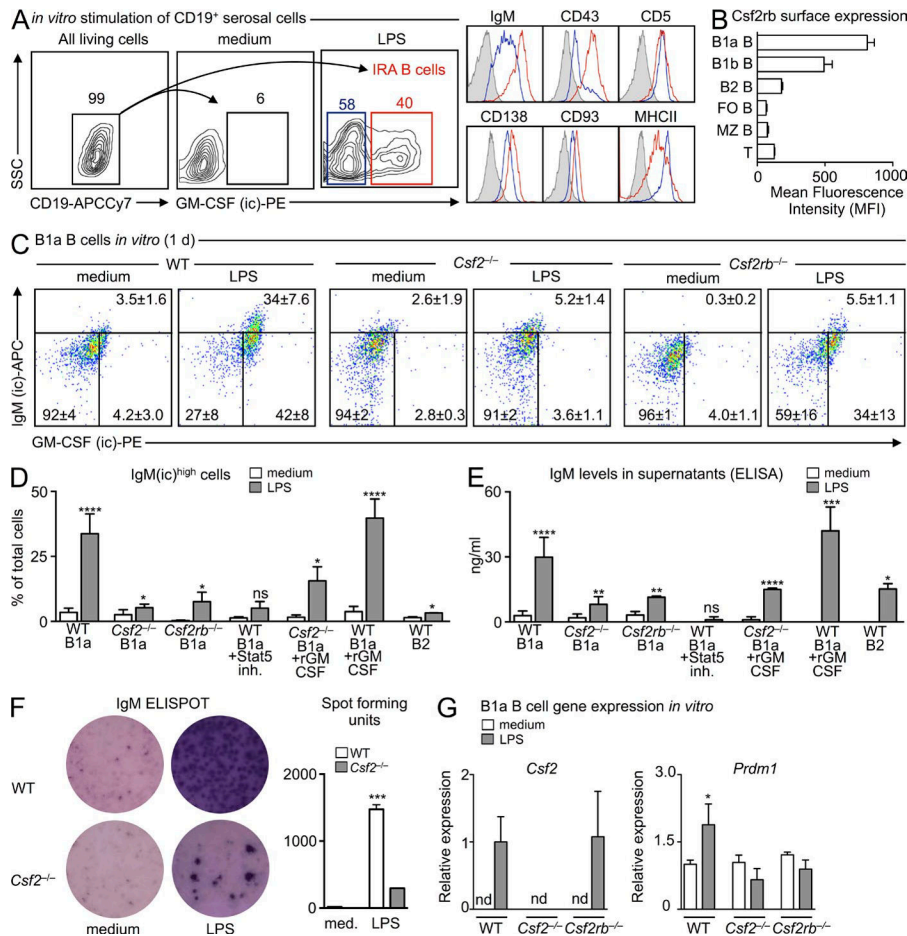 A
in vitro stimulation of CD19+ serosal cells
All living cells
medium
LPS
IRA B cells
99
6
58
40
SSC
CD19-APCCy7
GM-CSF (ic)-PE
IgM
CD43
CD5
CD138
CD93
MHCII
B
Csf2rb surface expression
B1a B
B1b B
B2 B
FO B
MZ B
T
0
500
1000
Mean Fluorescence
Intensity (MFI)
C
B1a B cells in vitro (1 d)
WT
Csf2–/–
Csf2rb–/–
medium
LPS
medium
LPS
medium
LPS
3.5±1.6
34±7.6
2.6±1.9
5.2±1.4
0.3±0.2
5.5±1.1
IgM (ic)-APC
92±4
4.2±3.0
27±8
42±8
94±2
2.8±0.3
91±2
3.6±1.1
96±1
4.0±1.1
59±16
34±13
GM-CSF (ic)-PE
D
IgM(ic)high cells
medium
LPS
% of total cells
50
25
0
****
*
*
ns
*
****
*
WT
B1a
Csf2–/–
B1a
Csf2rb–/–
B1a
WT
B1a
+Stat5
inh.
Csf2–/–
B1a
+rGM
CSF
WT
B1a
+rGM
CSF
WT
B2
E
IgM levels in supernatants (ELISA)
medium
LPS
ng/ml
60
30
0
****
**
**
ns
****
***
*
WT
B1a
Csf2–/–
B1a
Csf2rb–/–
B1a
WT
B1a
+Stat5
inh.
Csf2–/–
B1a
+rGM
CSF
WT
B1a
+rGM
CSF
WT
B2
F
IgM ELISPOT
WT
Csf2–/–
medium
LPS
Spot forming
units
WT
Csf2–/–
2000
1000
0
***
med.
LPS
G
B1a B cell gene expression in vitro
medium
LPS
Csf2
Relative expression
2
1
0
nd
nd
nd
WT
Csf2–/–
Csf2rb–/–
Prdm1
Relative expression
3.0
1.5
0
*
WT
Csf2–/–
Csf2rb–/–